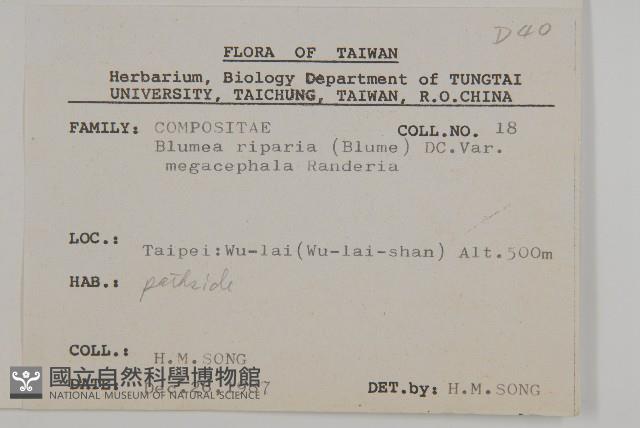 D40
FLORA OF TAIWAN
Herbarium, Biology Department of TUNGTAI
UNIVERSITY, TAICHUNG, TAIWAN, R.O.CHINA
FAMILY: COMPOSITAE COLL.NO. 18
Blumea riparia (Blume) DC.Var.
megacephala Randeria
LOC.: Taipei:Wu-lai(Wu-lai-shan) Alt.500m
HAB.: pathside
COLL.: H.M.SONG
國立自然科學博物館
NATIONAL MUSEUM OF NATURAL SCIENCE
DATE: DET.by: H.M.SONG